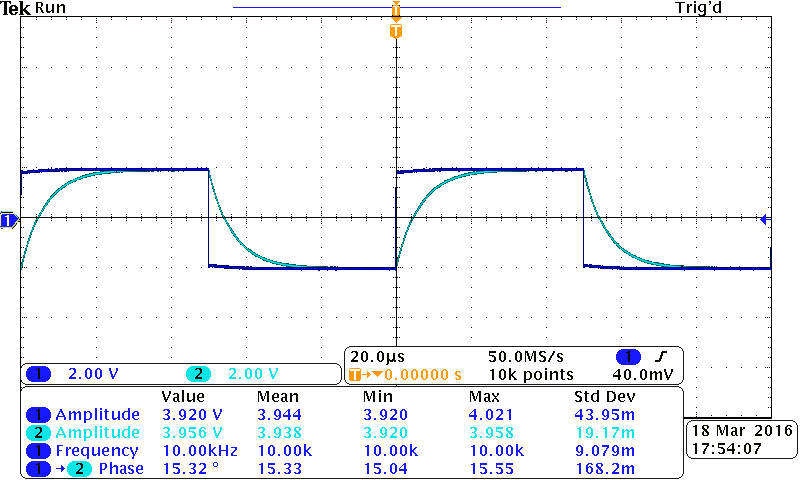 Tek Run Trig'd
T
T
1
1 2.00 V 2 2.00 V
20.0µs 50.0MS/s 1
T→▼0.00000 s 10k points 40.0mV
Value Mean Min Max Std Dev
1 Amplitude 3.920 V 3.944 3.920 4.021 43.95m
2 Amplitude 3.956 V 3.938 3.920 3.958 19.17m
1 Frequency 10.00kHz 10.00k 10.00k 10.00k 9.079m
1 → 2 Phase 15.32 ° 15.33 15.04 15.55 168.2m
18 Mar 2016
17:54:07